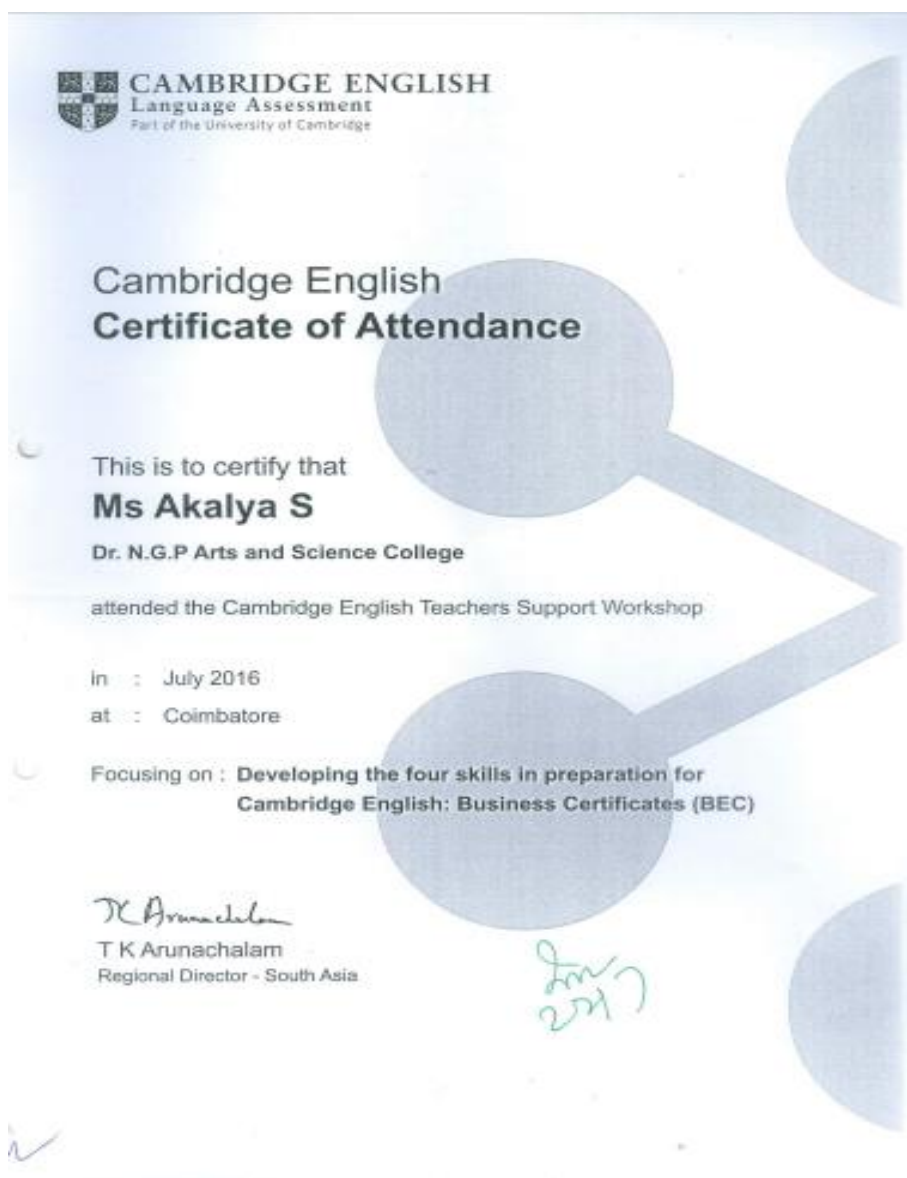 CAMBRIDGE ENGLISH
Language Assessment
Part of the University of Cambridge
Cambridge English
Certificate of Attendance
This is to certify that
Ms Akalya S
Dr. N.G.P Arts and Science College
attended the Cambridge English Teachers Support Workshop
in : July 2016
at : Coimbatore
Focusing on : Developing the four skills in preparation for
Cambridge English: Business Certificates (BEC)
TK Arunachalam
T K Arunachalam
Regional Director - South Asia